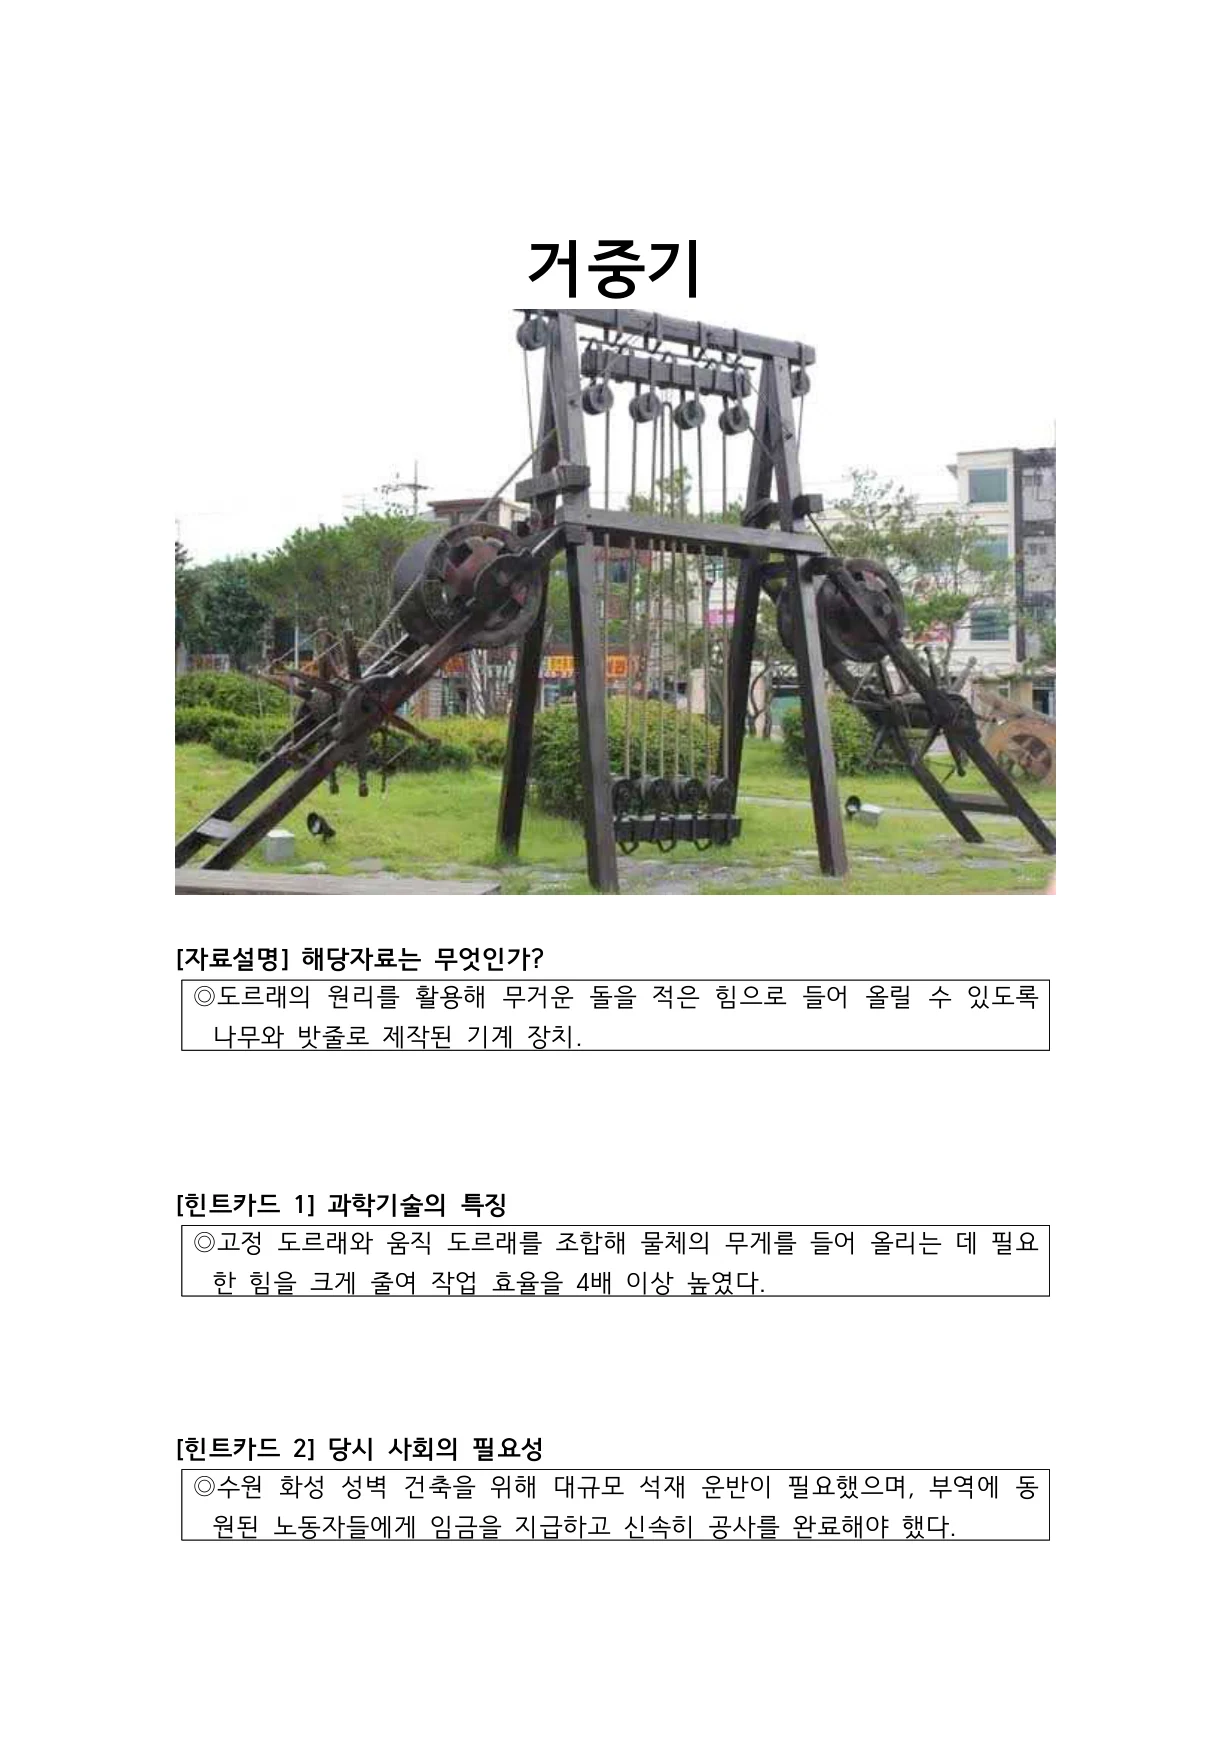 거중기
[자료설명] 해당자료는 무엇인가?
◎도르래의 원리를 활용해 무거운 돌을 적은 힘으로 들어 올릴 수 있도록
나무와 밧줄로 제작된 기계 장치.
[힌트카드 1] 과학기술의 특징
◎고정 도르래와 움직 도르래를 조합해 물체의 무게를 들어 올리는 데 필요
한 힘을 크게 줄여 작업 효율을 4배 이상 높였다.
[힌트카드 2] 당시 사회의 필요성
◎수원 화성 성벽 건축을 위해 대규모 석재 운반이 필요했으며, 부역에 동
원된 노동자들에게 임금을 지급하고 신속히 공사를 완료해야 했다.